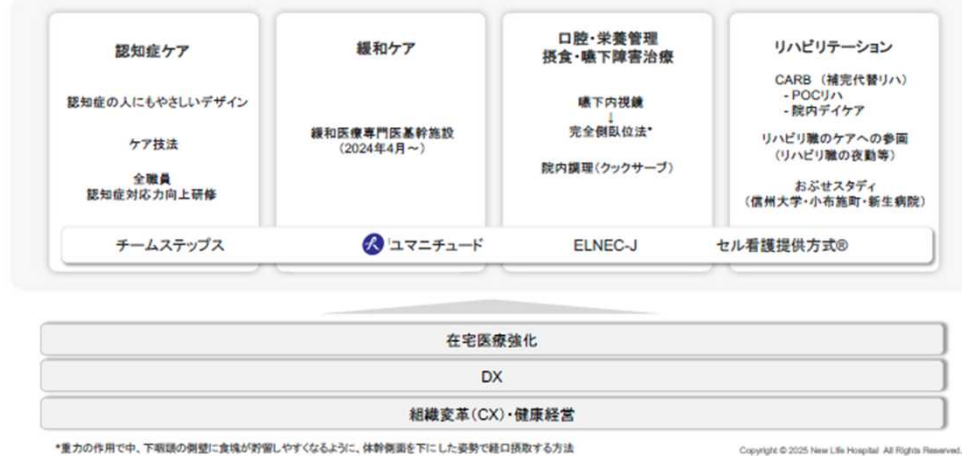 認知症ケア
認知症の人にもやさしいデザイン
ケア技法
全職員
認知症対応力向上研修
緩和ケア
緩和医療専門医基幹施設
(2024年4月～)
口腔・栄養管理
摂食・嚥下障害治療
嚥下内視鏡
↓
完全側臥位法*
院内調理(クックサーブ)
リハビリテーション
CARB （補完代替リハ）
- POCリハ
- 院内デイケア
リハビリ職のケアへの参画
(リハビリ職の夜勤等)
おぶせスタディ
(信州大学・小布施町・新生病院)
チームステップス
ユマニチュード
ELNEC-J
セル看護提供方式®
在宅医療強化
DX
組織変革(CX)・健康経営
*重力の作用で中、下咽頭の側壁に食塊が貯留しやすくなるように、体幹側面を下にした姿勢で経口摂取する方法
Copyright © 2025 New Life Hospital All Rights Reserved.